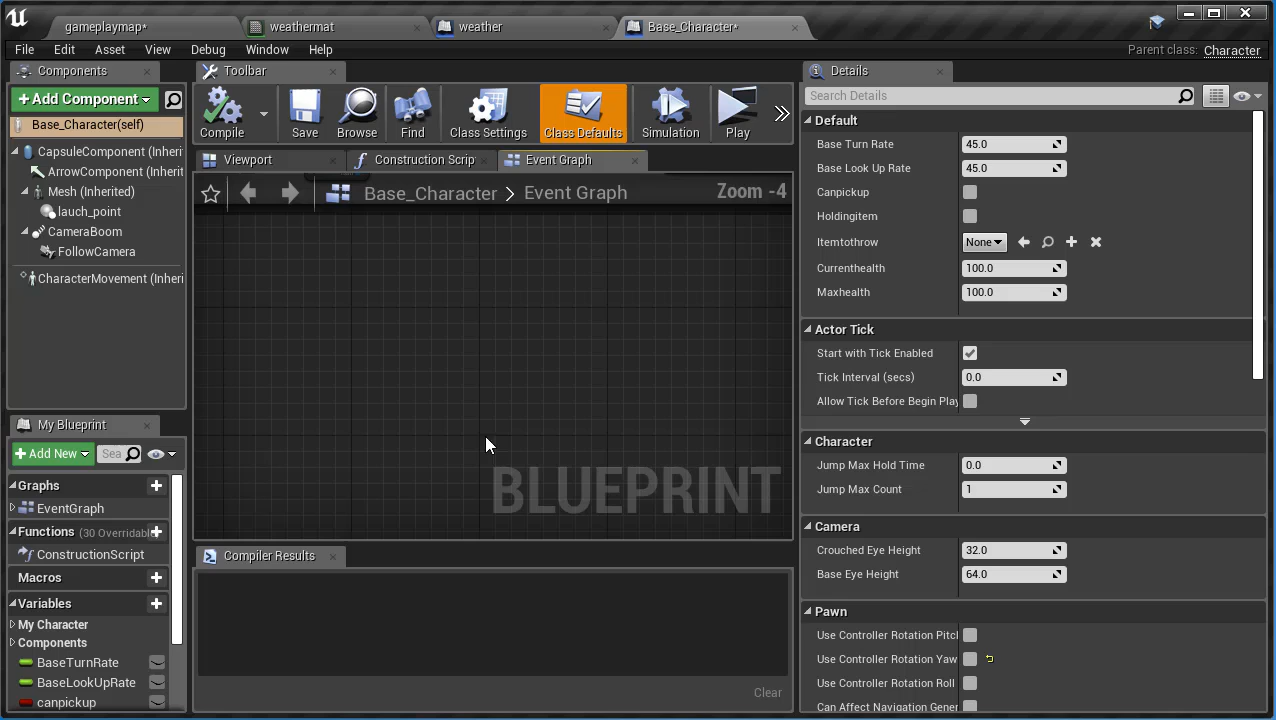 gameplaymap*
weathermat
weather
Base_Character*
File
Edit
Asset
View
Debug
Window
Help
Parent class: Character
Components
Toolbar
Details
+ Add Component
Compile
Save
Browse
Find
Class Settings
Class Defaults
Simulation
Play
Search Details
Base_Character(self)
CapsuleComponent (Inheri
ArrowComponent (Inherit
Mesh (Inherited)
lauch_point
CameraBoom
FollowCamera
CharacterMovement (Inheri
Viewport
Construction Scrip
Event Graph
Base_Character > Event Graph
Zoom -4
BLUEPRINT
Default
Base Turn Rate 45.0
Base Look Up Rate 45.0
Canpickup
Holdingitem
Itemtothrow None
Currenthealth 100.0
Maxhealth 100.0
Actor Tick
Start with Tick Enabled
Tick Interval (secs) 0.0
Allow Tick Before Begin Play
Character
Jump Max Hold Time 0.0
Jump Max Count 1
Camera
Crouched Eye Height 32.0
Base Eye Height 64.0
Pawn
Use Controller Rotation Pitcl
Use Controller Rotation Yaw
Use Controller Rotation Roll
Can Affect Navigation Gener
My Blueprint
+ Add New
Sea
Graphs
EventGraph
Functions (30 Overridabl
ConstructionScript
Macros
Variables
My Character
Components
BaseTurnRate
BaseLookUpRate
canpickup
Compiler Results
Clear